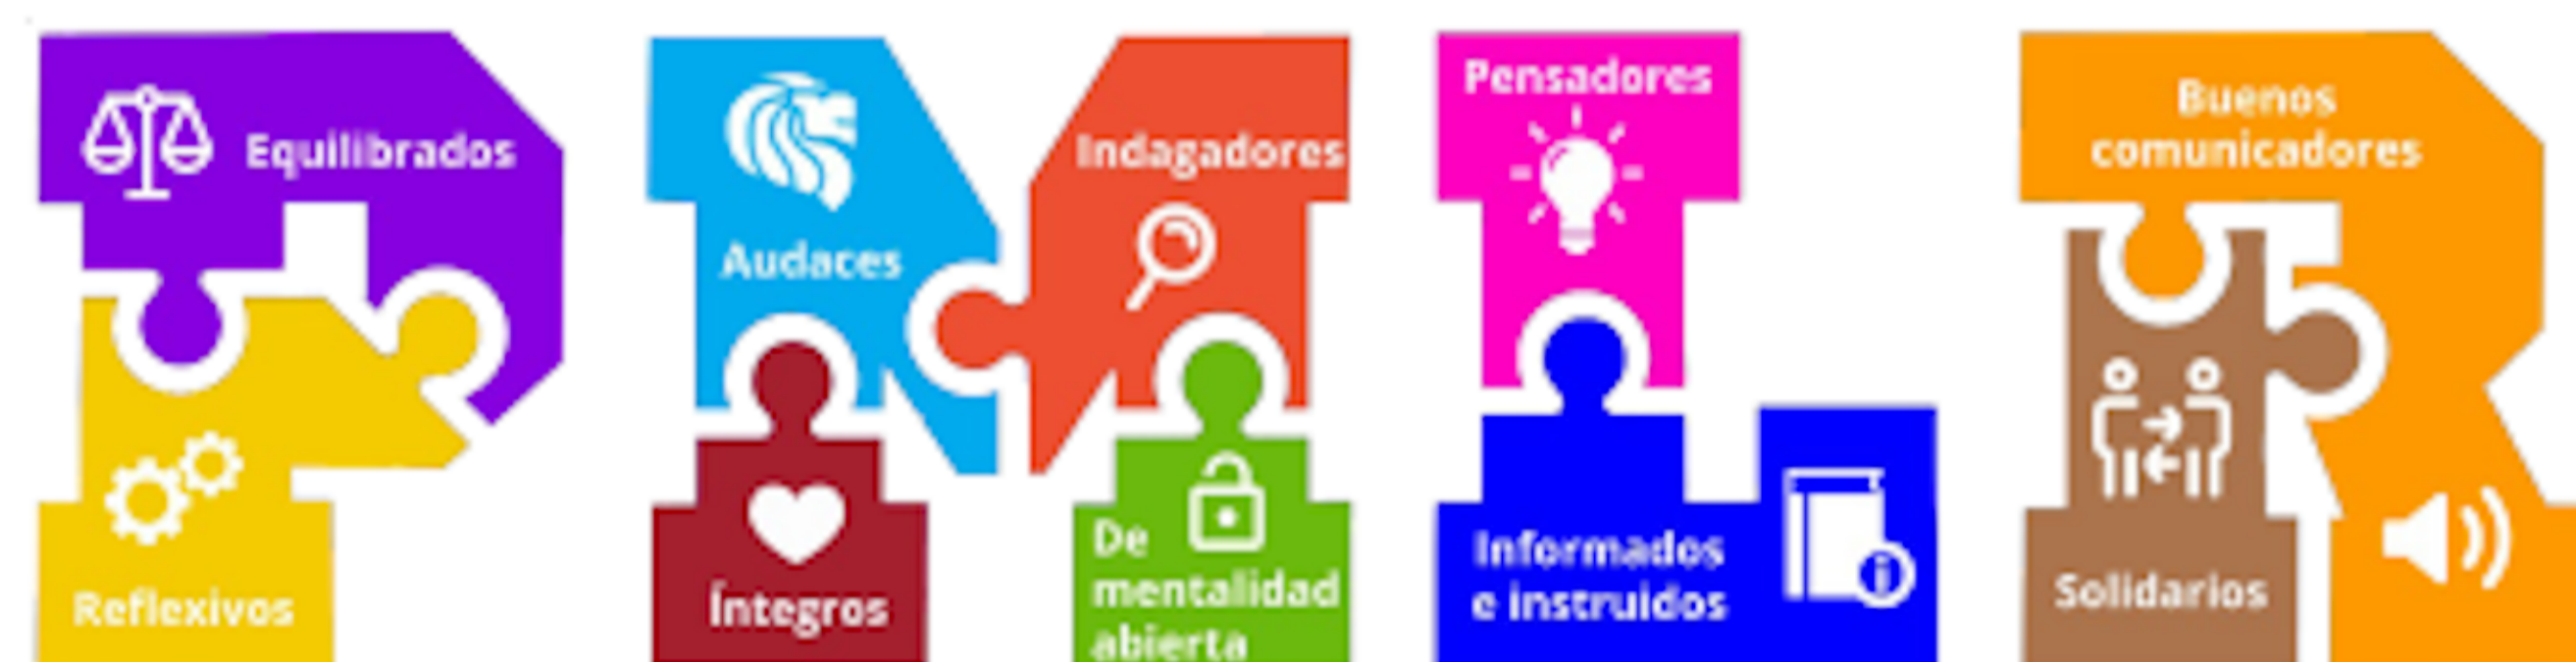 Equilibrados
Reflexivos
Audaces
Indagadores
Íntegros
De
mentalidad
abierta
Pensadores
Informados
e instruidos
Buenos
comunicadores
Solidarios